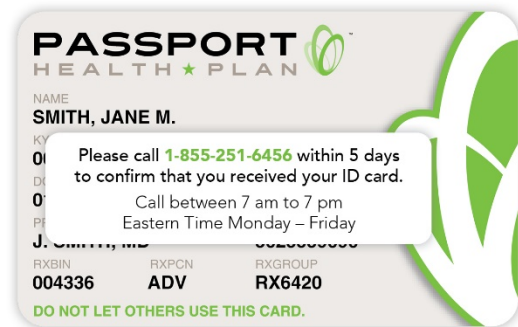 PASSPORT
HEALTH★PLAN
NAME
SMITH, JANE M.
Please call 1-855-251-6456 within 5 days
to confirm that you received your ID card.
Call between 7 am to 7 pm
Eastern Time Monday – Friday
J. SMITH, MD
RXBIN RXPCN RXGROUP
004336 ADV RX6420
DO NOT LET OTHERS USE THIS CARD.